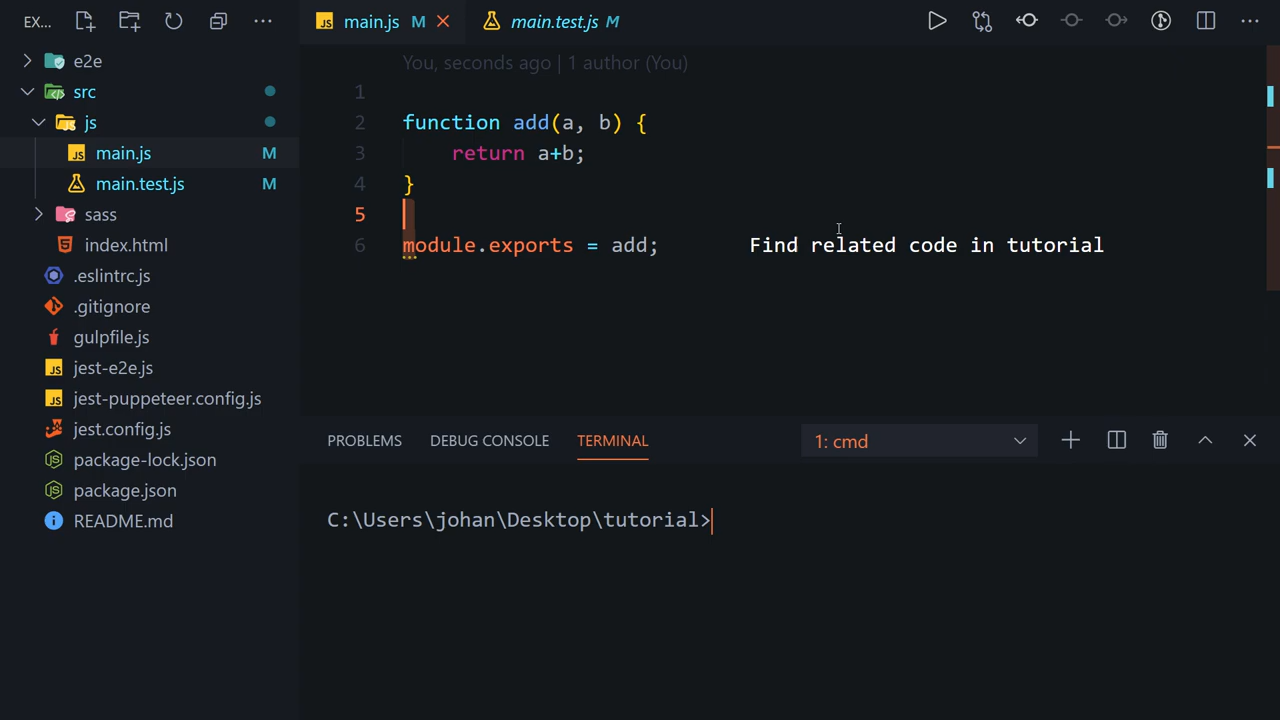 EX...
main.js M
main.test.js M
e2e
src
js
main.js M
main.test.js M
sass
index.html
.eslintrc.js
.gitignore
gulpfile.js
jest-e2e.js
jest-puppeteer.config.js
jest.config.js
package-lock.json
package.json
README.md
You, seconds ago | 1 author (You)
1
2 function add(a, b) {
3 return a+b;
4 }
5
6 module.exports = add; Find related code in tutorial
PROBLEMS DEBUG CONSOLE TERMINAL 1: cmd
C:\Users\johan\Desktop\tutorial>